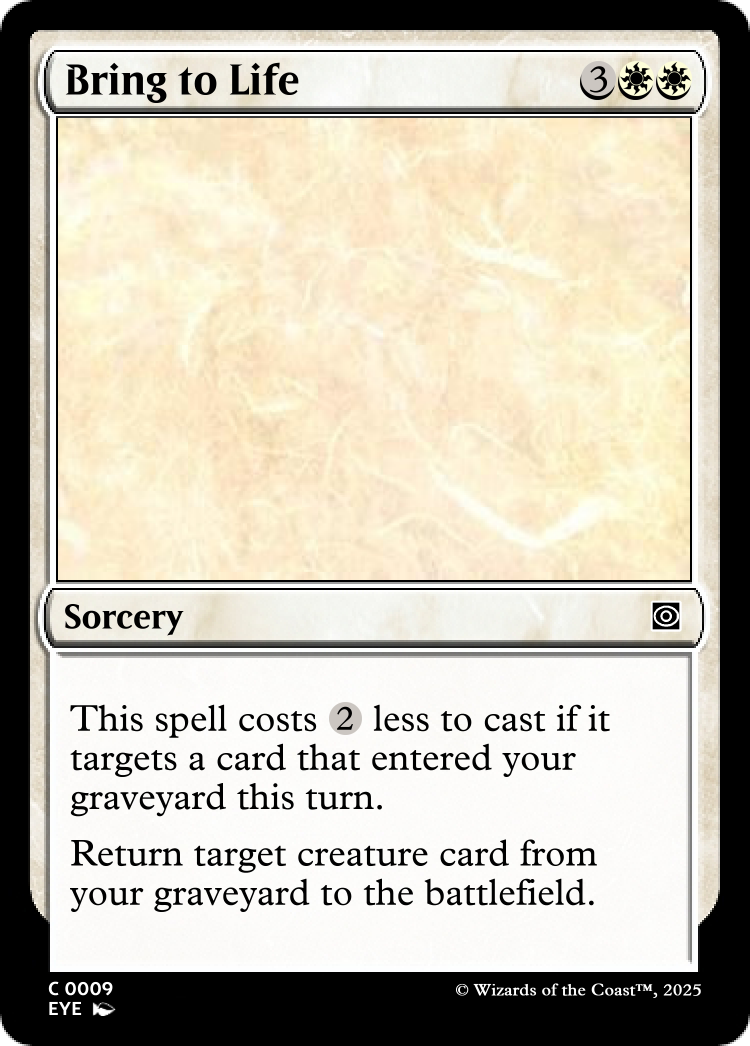 Bring to Life 3
Sorcery
This spell costs 2 less to cast if it
targets a card that entered your
graveyard this turn.
Return target creature card from
your graveyard to the battlefield.
C 0009
EYE
© Wizards of the Coast™, 2025